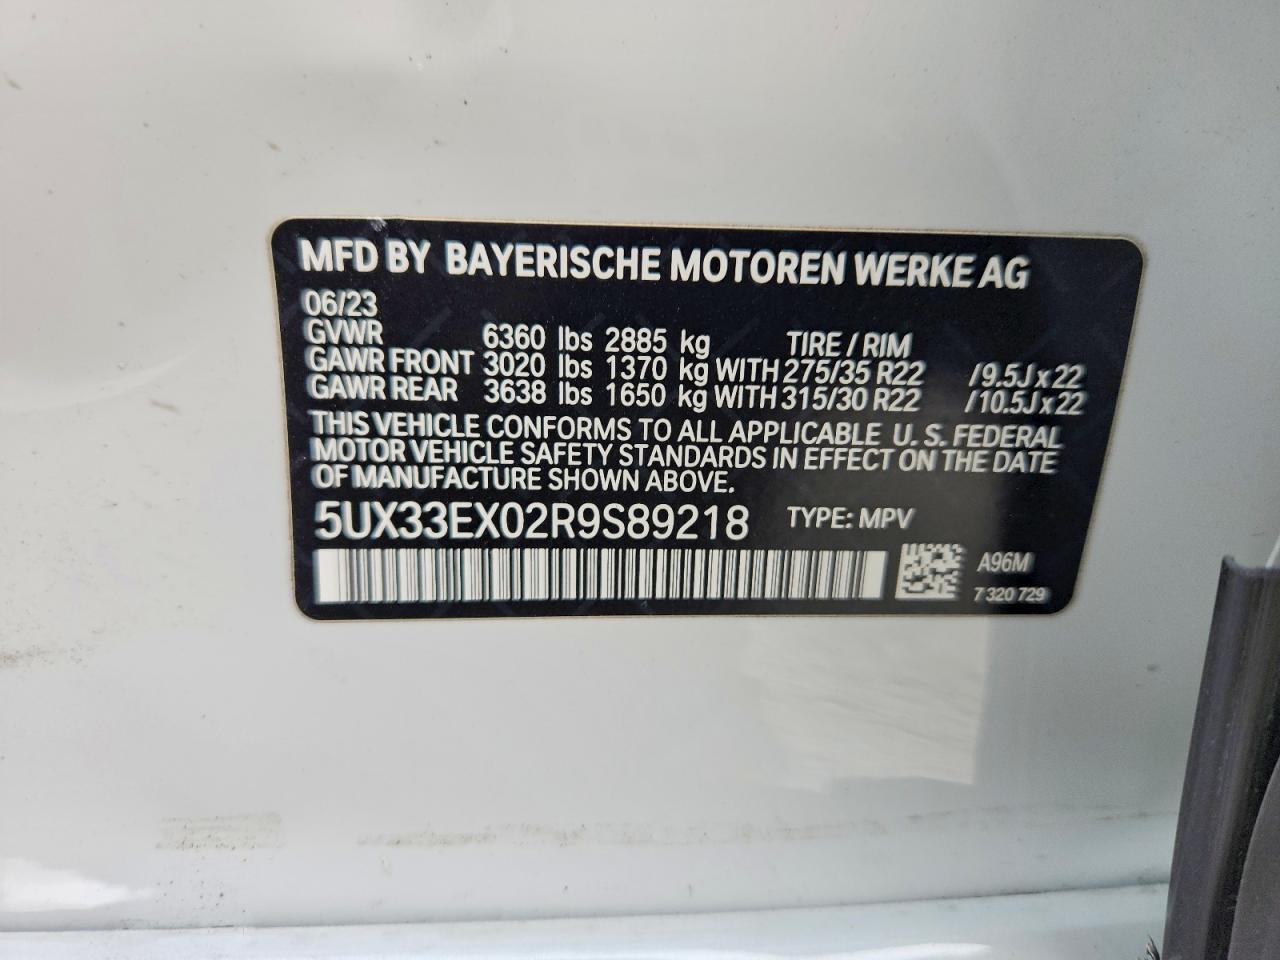 MFD BY BAYERISCHE MOTOREN WERKE AG
06/23
GVWR 6360 lbs 2885 kg TIRE / RIM
GAWR FRONT 3020 lbs 1370 kg WITH 275/35 R22 /9.5J x 22
GAWR REAR 3638 lbs 1650 kg WITH 315/30 R22 /10.5J x 22
THIS VEHICLE CONFORMS TO ALL APPLICABLE U. S. FEDERAL
MOTOR VEHICLE SAFETY STANDARDS IN EFFECT ON THE DATE
OF MANUFACTURE SHOWN ABOVE.
5UX33EX02R9S89218 TYPE: MPV
A96M
7 320 729